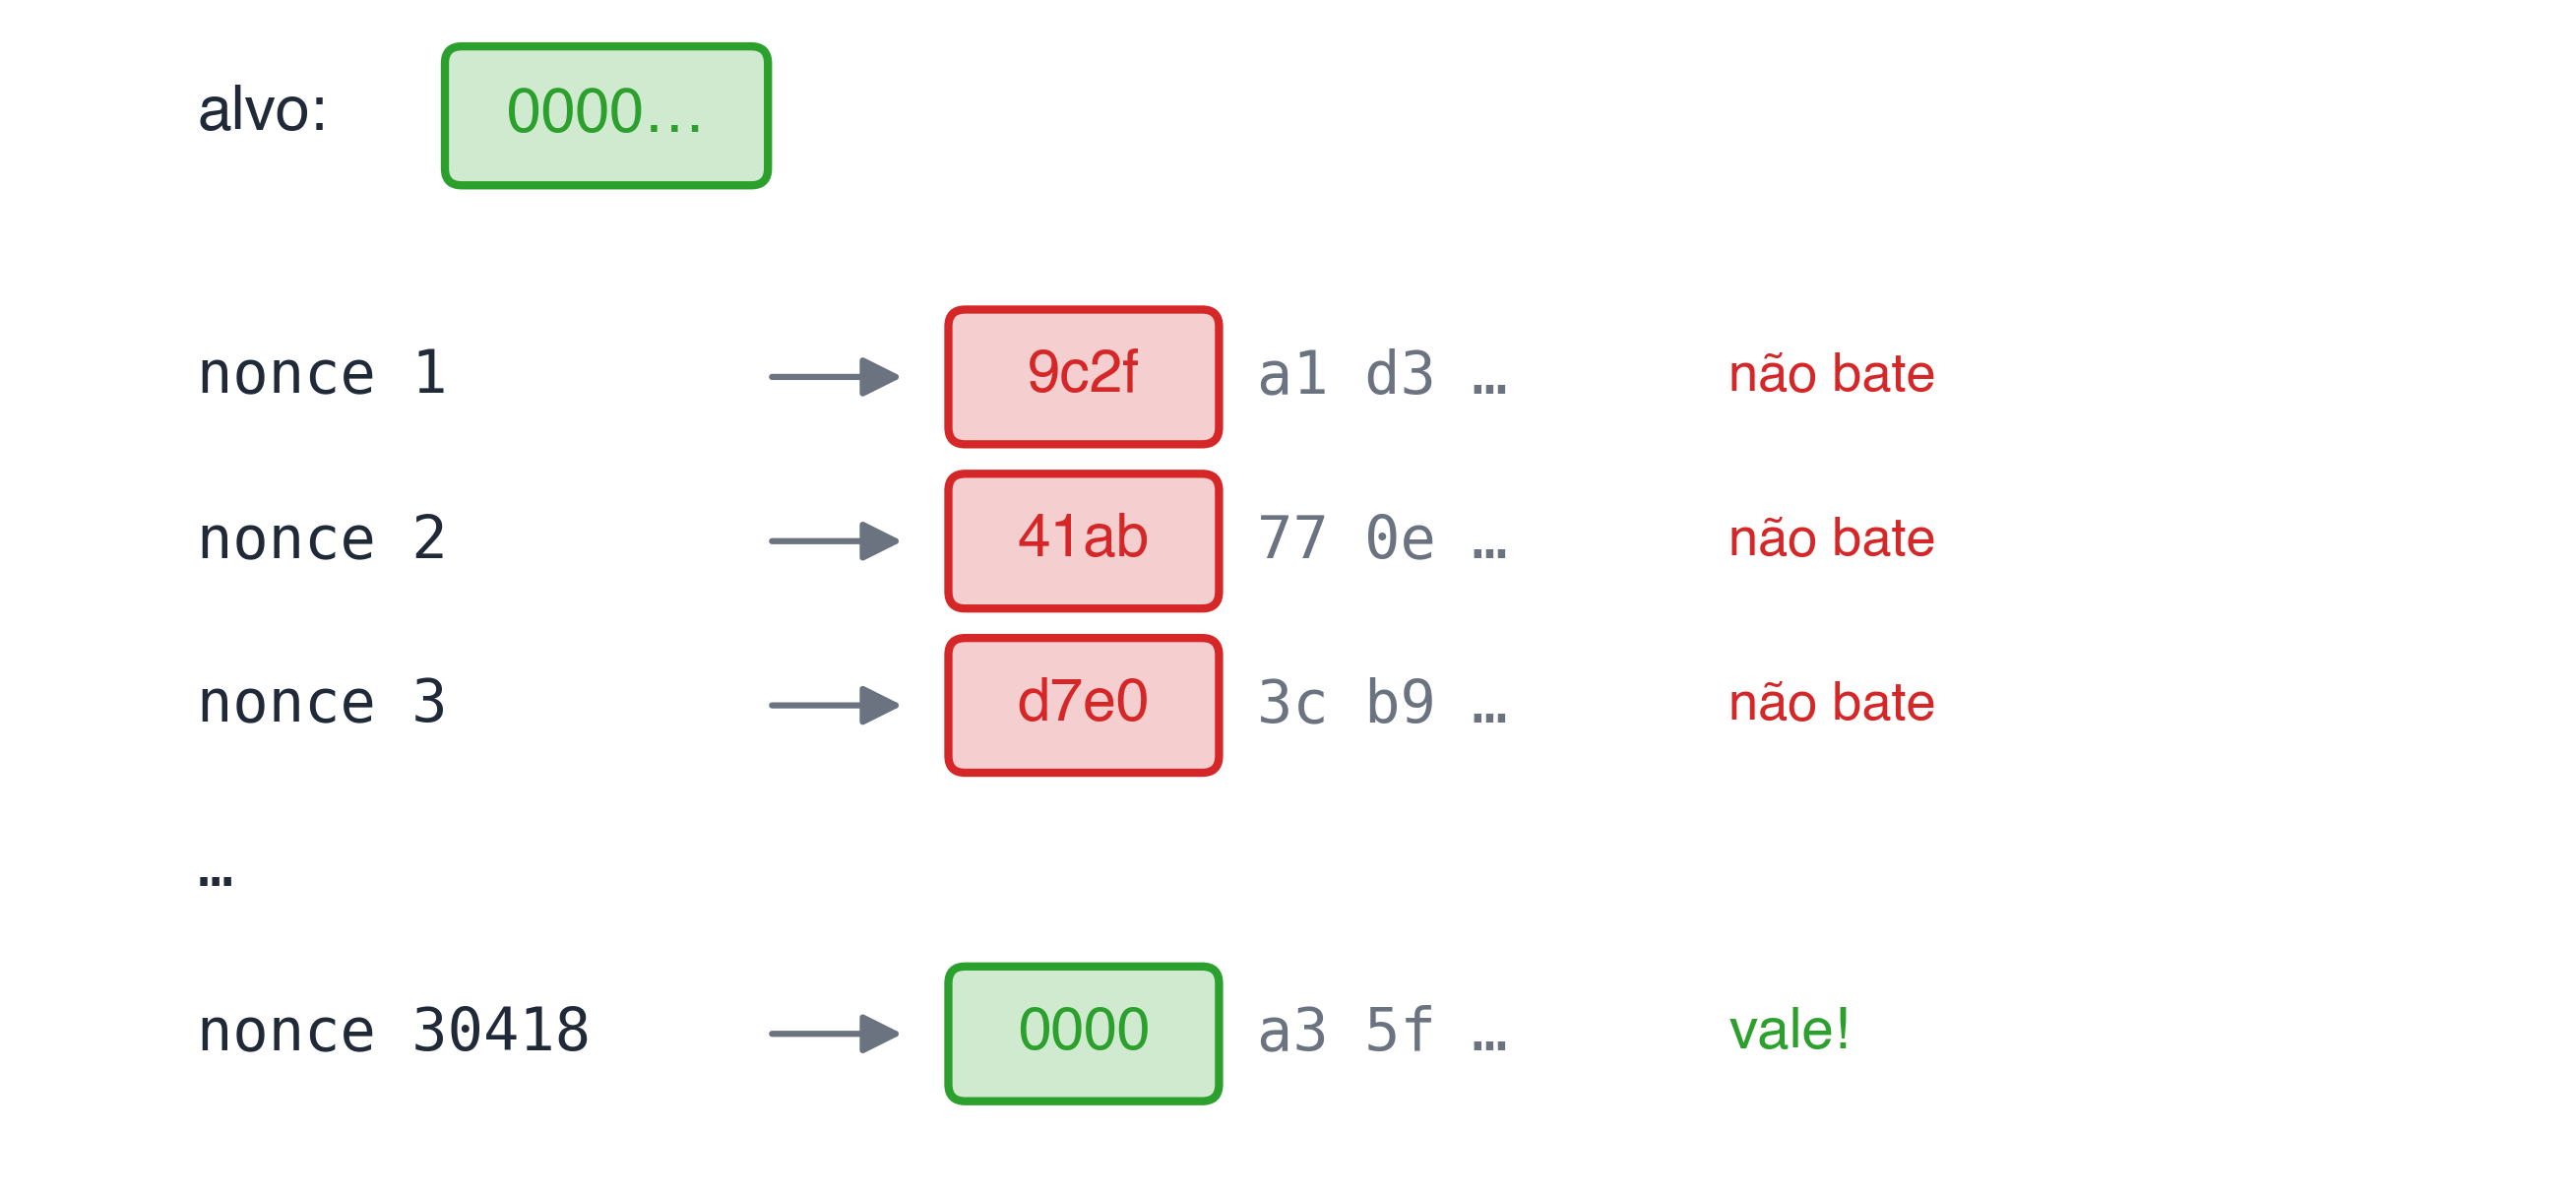 alvo: 0000…
nonce 1 9c2f a1 d3 … não bate
nonce 2 41ab 77 0e … não bate
nonce 3 d7e0 3c b9 … não bate
…
nonce 30418 0000 a3 5f … vale!